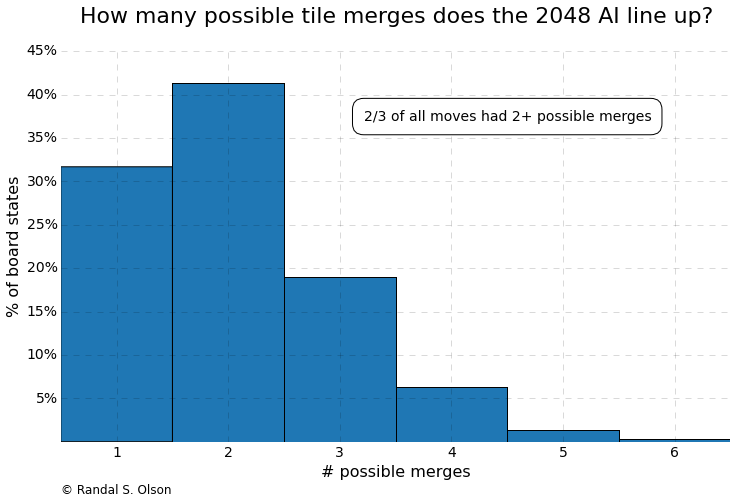 How many possible tile merges does the 2048 AI line up?
45%
40%
2/3 of all moves had 2+ possible merges
35%
30%
25%
20%
15%
10%
5%
% of board states
1 2 3 4 5 6
# possible merges
© Randal S. Olson